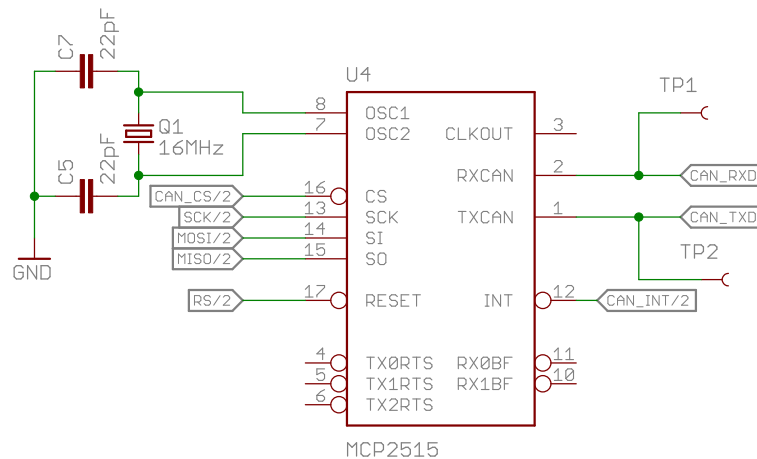 C7
22pF
C5
22pF
Q1
16MHz
GND
U4
TP1
8
OSC1
7
OSC2
CLKOUT
3
RXCAN
2
CAN_RXD
CAN_CS/2
16
CS
SCK/2
13
SCK
TXCAN
1
CAN_TXD
MOSI/2
14
SI
MISO/2
15
SO
TP2
RS/2
17
RESET
INT
12
CAN_INT/2
4
TX0RTS
RX0BF
11
5
TX1RTS
RX1BF
10
6
TX2RTS
MCP2515